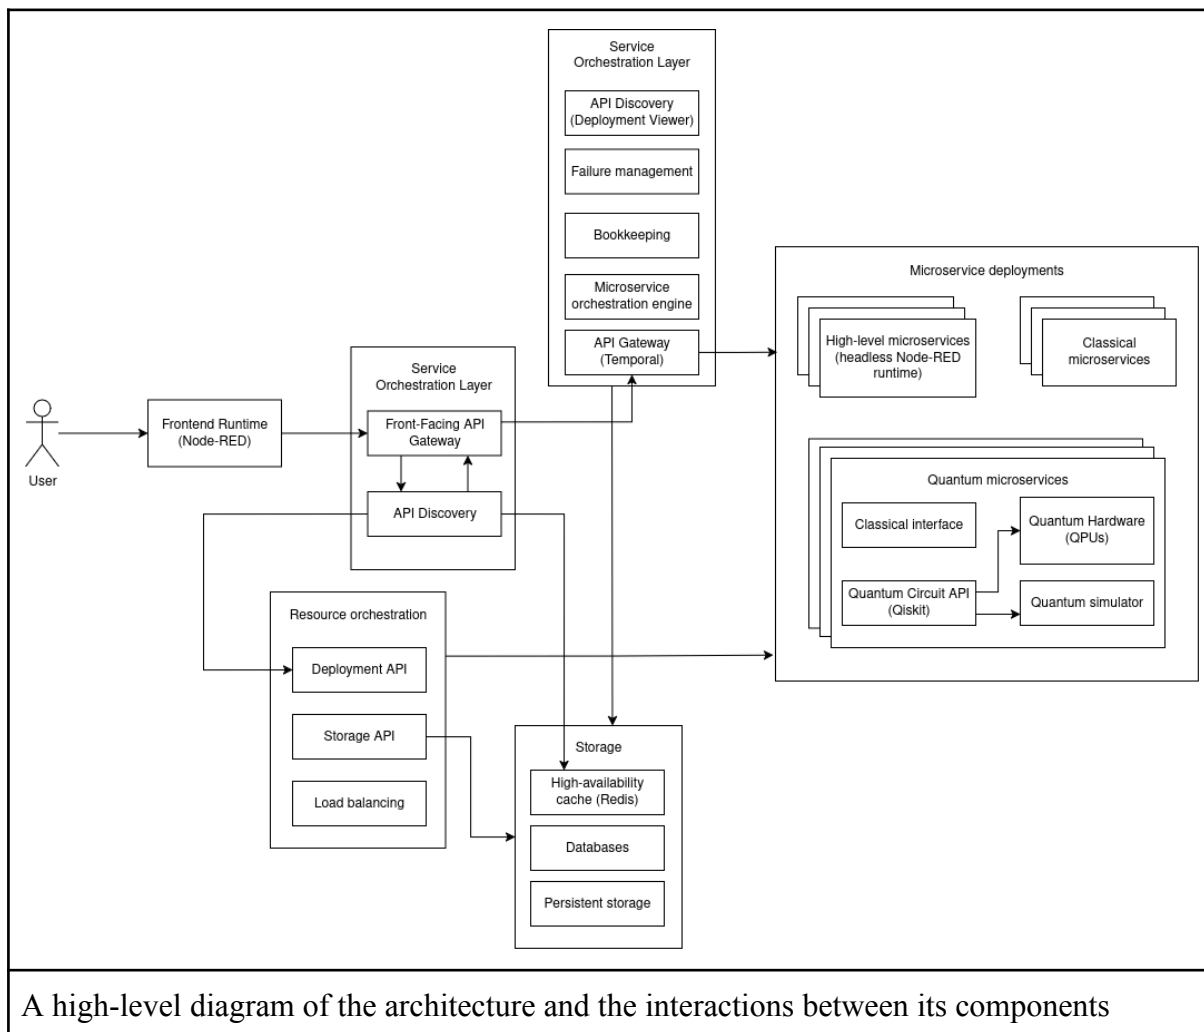 Service
Orchestration Layer
API Discovery
(Deployment Viewer)
Failure management
Bookkeeping
Microservice
orchestration engine
API Gateway
(Temporal)
Microservice deployments
High-level microservices
(headless Node-RED
runtime)
Classical
microservices
Quantum microservices
Classical interface
Quantum Hardware
(QPUs)
Quantum Circuit API
(Qiskit)
Quantum simulator
Service
Orchestration Layer
Front-Facing API
Gateway
API Discovery
Frontend Runtime
(Node-RED)
User
Resource orchestration
Deployment API
Storage API
Load balancing
Storage
High-availability
cache (Redis)
Databases
Persistent storage
A high-level diagram of the architecture and the interactions between its components